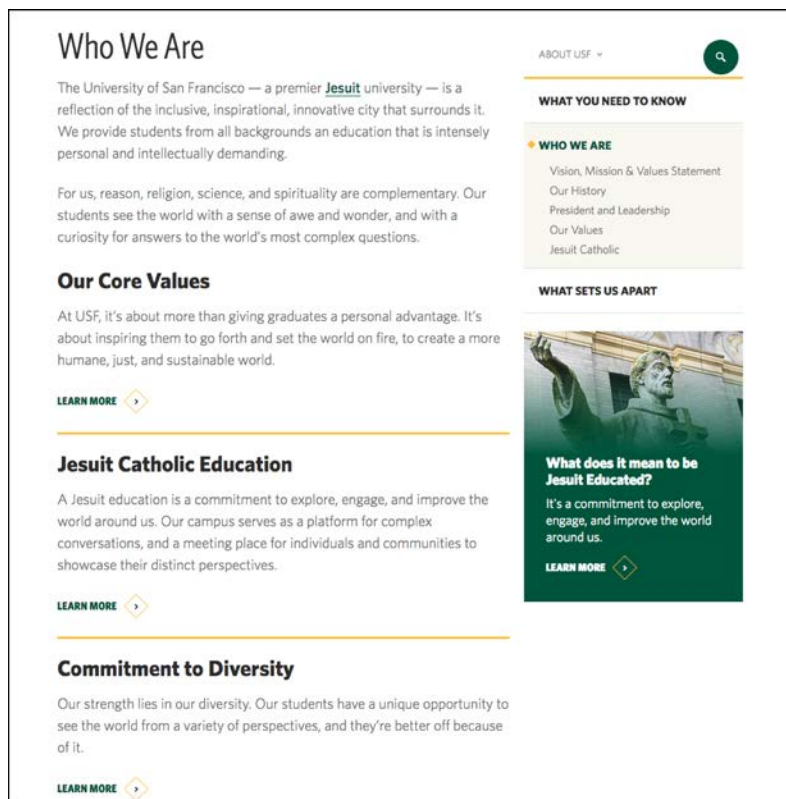 Who We Are
The University of San Francisco — a premier Jesuit university — is a
reflection of the inclusive, inspirational, innovative city that surrounds it.
We provide students from all backgrounds an education that is intensely
personal and intellectually demanding.
For us, reason, religion, science, and spirituality are complementary. Our
students see the world with a sense of awe and wonder, and with a
curiosity for answers to the world's most complex questions.
Our Core Values
At USF, it's about more than giving graduates a personal advantage. It's
about inspiring them to go forth and set the world on fire, to create a more
humane, just, and sustainable world.
LEARN MORE
Jesuit Catholic Education
A Jesuit education is a commitment to explore, engage, and improve the
world around us. Our campus serves as a platform for complex
conversations, and a meeting place for individuals and communities to
showcase their distinct perspectives.
LEARN MORE
Commitment to Diversity
Our strength lies in our diversity. Our students have a unique opportunity to
see the world from a variety of perspectives, and they're better off because
of it.
LEARN MORE
ABOUT USF
WHAT YOU NEED TO KNOW
WHO WE ARE
Vision, Mission & Values Statement
Our History
President and Leadership
Our Values
Jesuit Catholic
WHAT SETS US APART
What does it mean to be
Jesuit Educated?
It's a commitment to explore,
engage, and improve the world
around us.
LEARN MORE